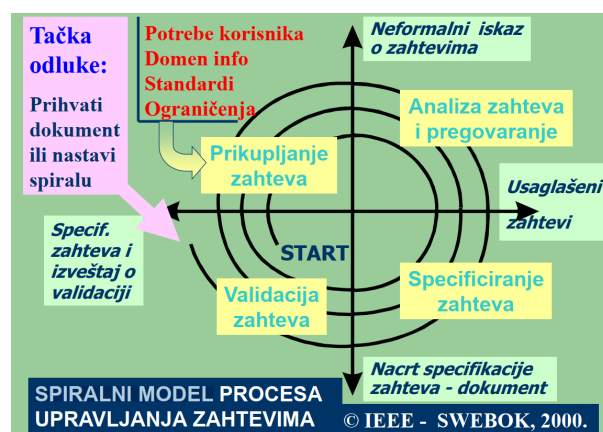 Tačka
odluke:
Prihvati
dokument
ili nastavi
spiralu
Potrebe korisnika
Domen info
Standardi
Ograničenja
Neformalni iskaz
o zahtevima
Prikupljanje
zahteva
Analiza zahteva
i pregovaranje
Usaglašeni
zahtevi
Specif.
zahteva i
izveštaj o
validaciji
START
Validacija
zahteva
Specificiranje
zahteva
Nacrt specifikacije
zahteva - dokument
SPIRALNI MODEL PROCESA
UPRAVLJANJA ZAHTEVIMA
© IEEE - SWEBOK, 2000.